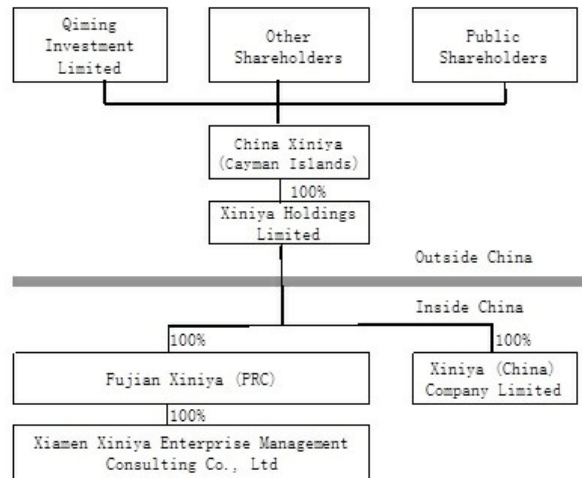 Qiming
Investment
Limited
Other
Shareholders
Public
Shareholders
China Xiniya
(Cayman Islands)
100%
Xiniya Holdings
Limited
Outside China
Inside China
100%
100%
Fujian Xiniya (PRC)
Xiniya (China)
Company Limited
100%
Xiamen Xiniya Enterprise Management
Consulting Co., Ltd